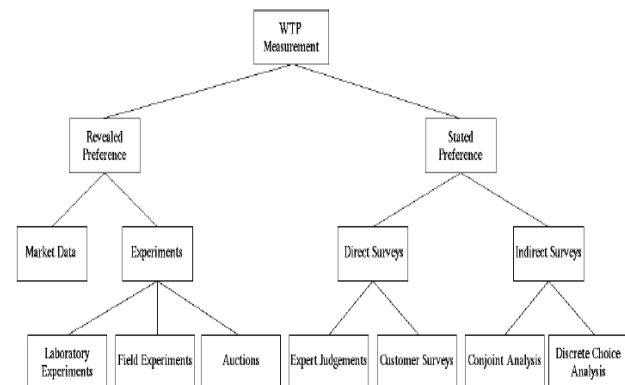 WTP
Measurement
Revealed
Preference
Stated
Preference
Market Data
Experiments
Direct Surveys
Indirect Surveys
Laboratory
Experiments
Field Experiments
Auctions
Expert Judgements
Customer Surveys
Conjoint Analysis
Discrete Choice
Analysis